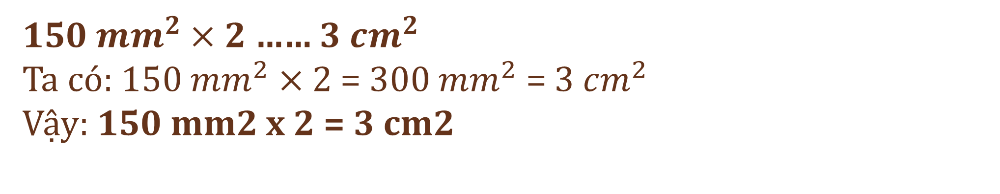 150 mm² × 2 ...... 3 cm²
Ta có: 150 mm² × 2 = 300 mm² = 3 cm²
Vậy: 150 mm2 x 2 = 3 cm2